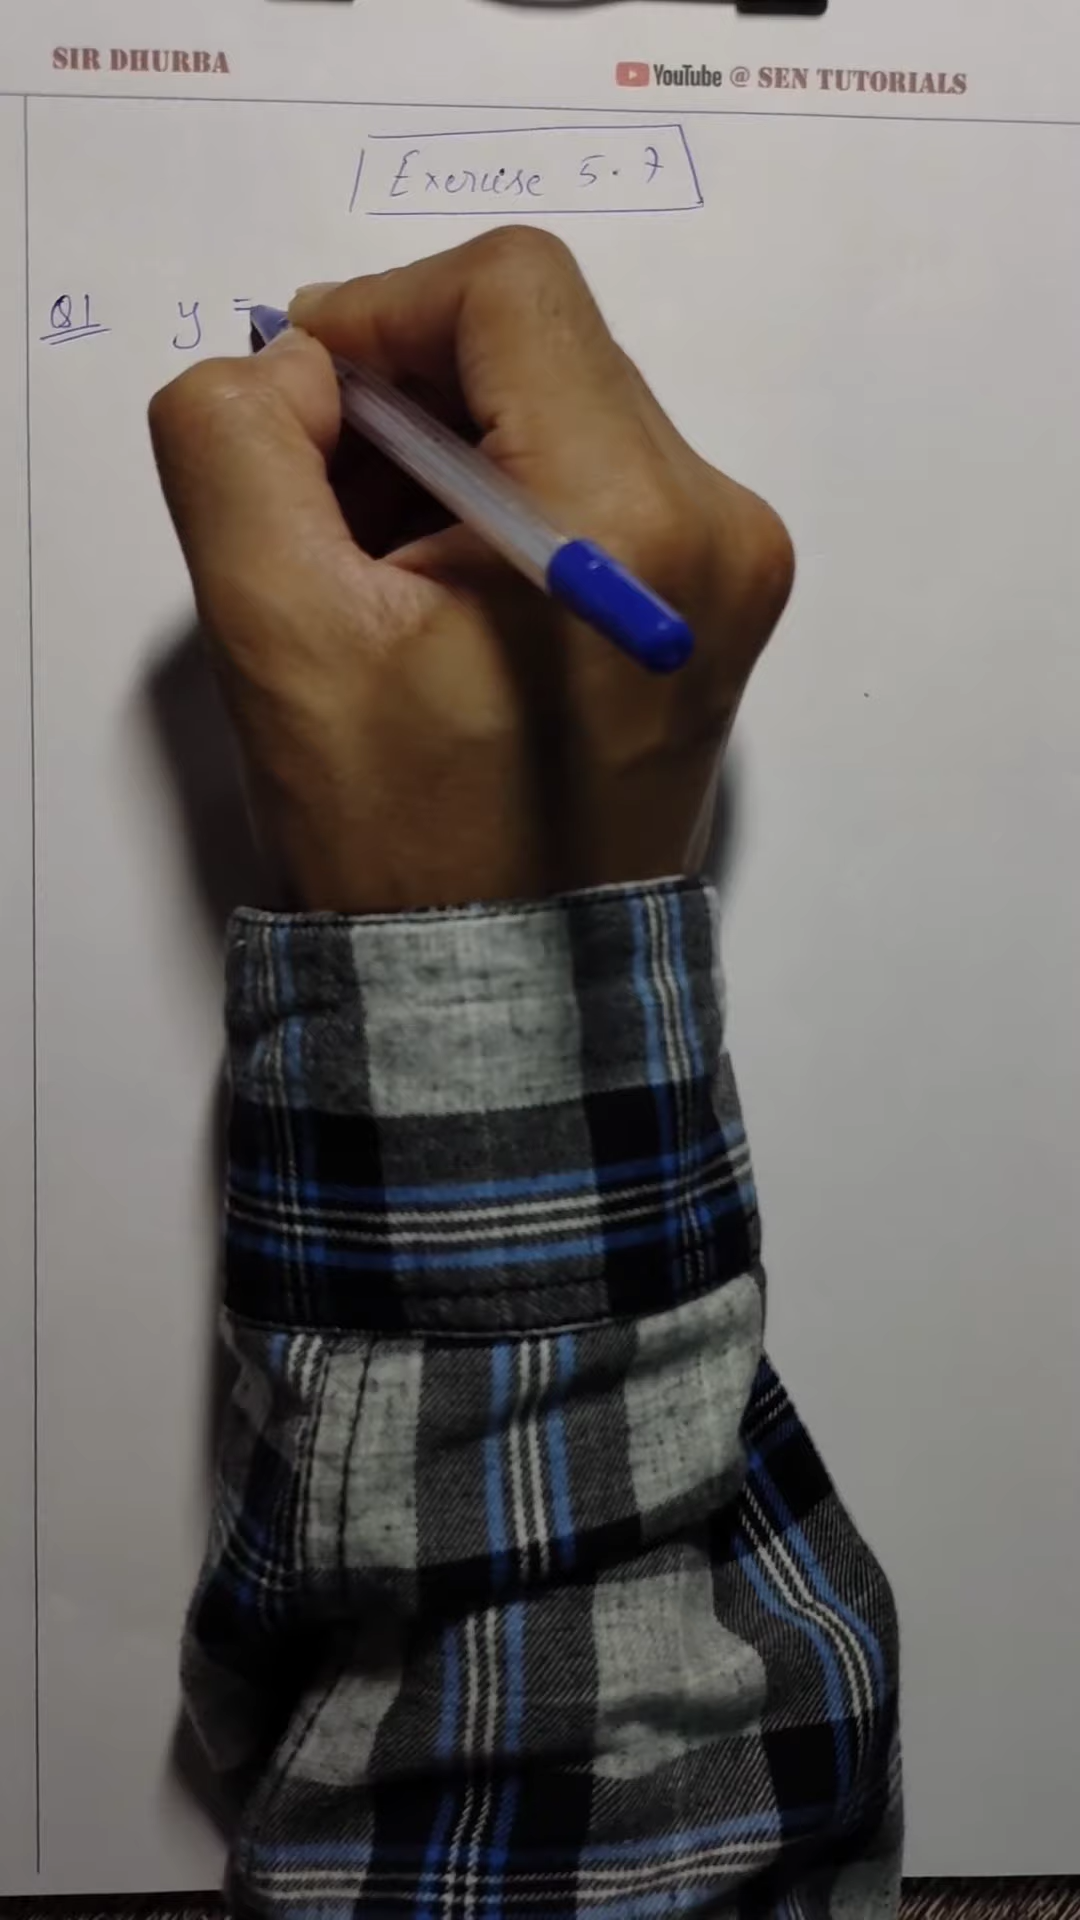 SIR DHURBA
YouTube @ SEN TUTORIALS
Exercise 5.7
Q1 y =